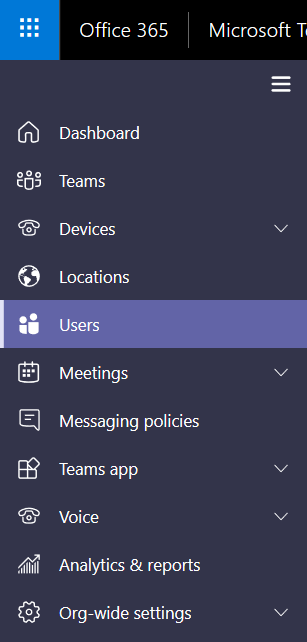 Office 365 Microsoft
Dashboard
Teams
Devices
Locations
Users
Meetings
Messaging policies
Teams app
Voice
Analytics & reports
Org-wide settings